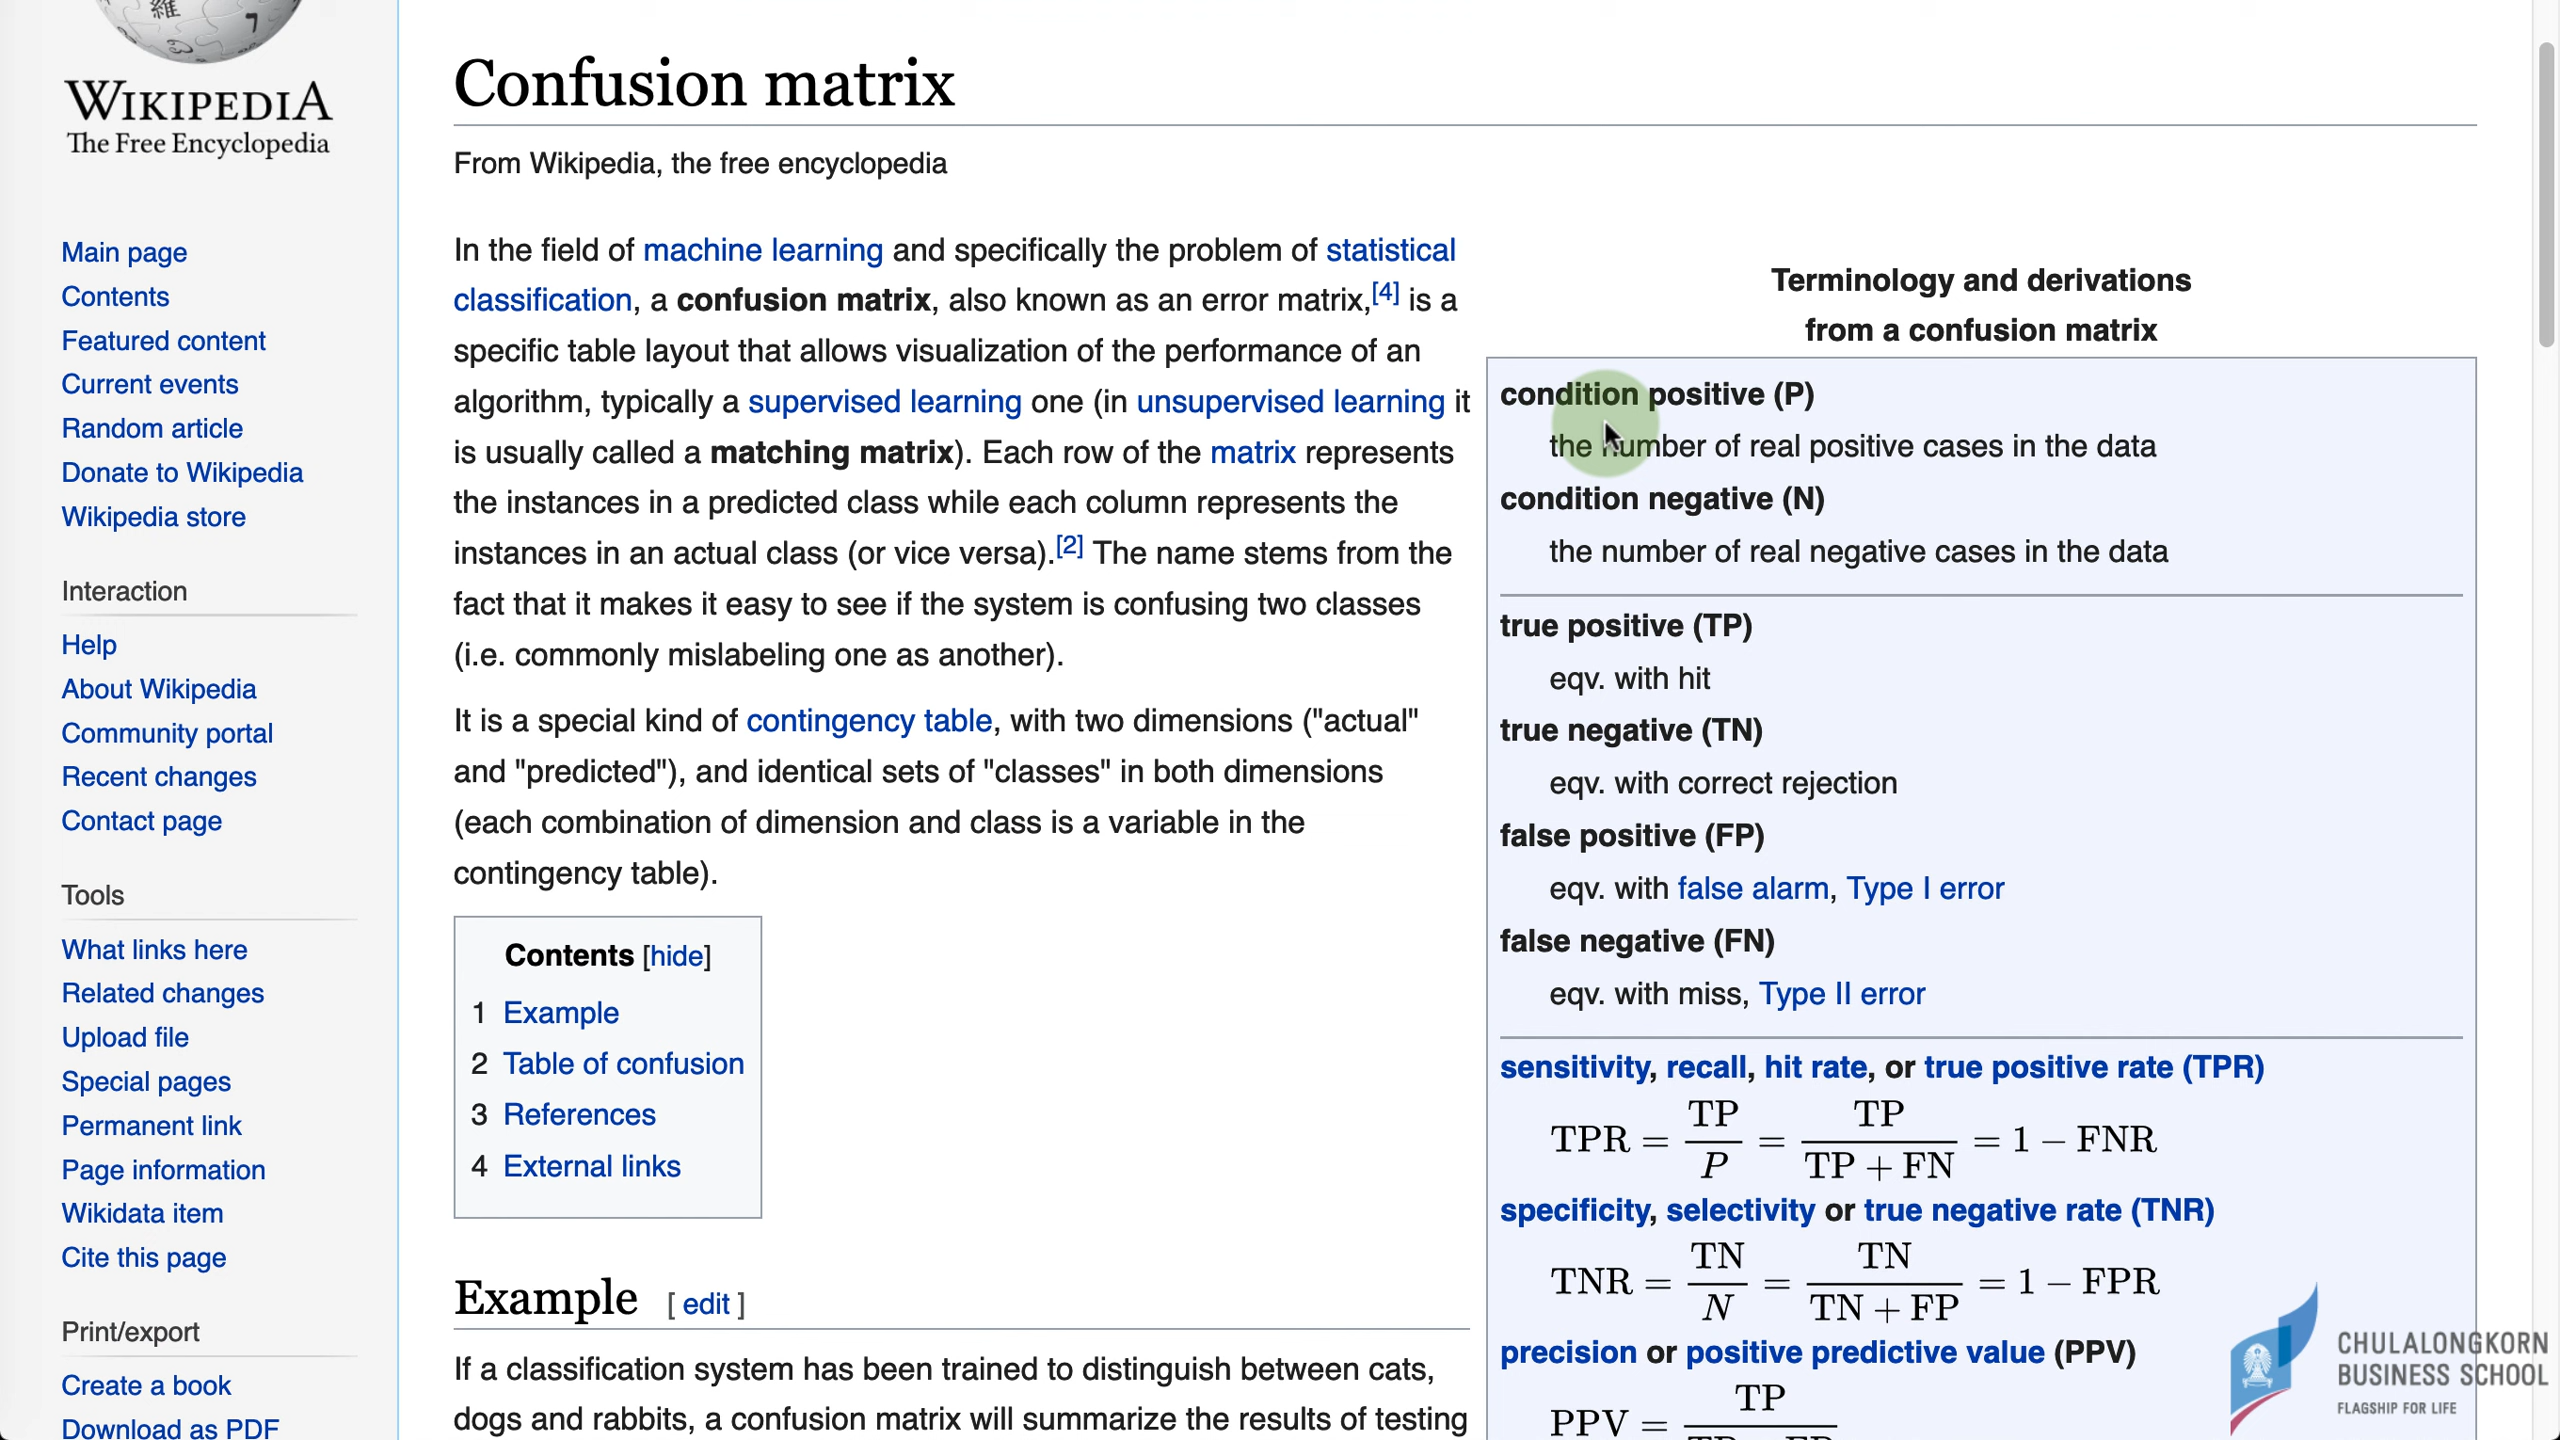 WIKIPEDIA
The Free Encyclopedia
Main page
Contents
Featured content
Current events
Random article
Donate to Wikipedia
Wikipedia store
Interaction
Help
About Wikipedia
Community portal
Recent changes
Contact page
Tools
What links here
Related changes
Upload file
Special pages
Permanent link
Page information
Wikidata item
Cite this page
Print/export
Create a book
Download as PDF
Confusion matrix
From Wikipedia, the free encyclopedia
In the field of machine learning and specifically the problem of statistical
classification, a confusion matrix, also known as an error matrix,[4] is a
specific table layout that allows visualization of the performance of an
algorithm, typically a supervised learning one (in unsupervised learning it
is usually called a matching matrix). Each row of the matrix represents
the instances in a predicted class while each column represents the
instances in an actual class (or vice versa).[2] The name stems from the
fact that it makes it easy to see if the system is confusing two classes
(i.e. commonly mislabeling one as another).
It is a special kind of contingency table, with two dimensions ("actual"
and "predicted"), and identical sets of "classes" in both dimensions
(each combination of dimension and class is a variable in the
contingency table).
Contents [hide]
1 Example
2 Table of confusion
3 References
4 External links
Example [ edit ]
If a classification system has been trained to distinguish between cats,
dogs and rabbits, a confusion matrix will summarize the results of testing
Terminology and derivations
from a confusion matrix
condition positive (P)
the number of real positive cases in the data
condition negative (N)
the number of real negative cases in the data
true positive (TP)
eqv. with hit
true negative (TN)
eqv. with correct rejection
false positive (FP)
eqv. with false alarm, Type I error
false negative (FN)
eqv. with miss, Type II error
sensitivity, recall, hit rate, or true positive rate (TPR)
TPR = TP / P = TP / TP + FN = 1 − FNR
specificity, selectivity or true negative rate (TNR)
TNR = TN / N = TN / TN + FP = 1 − FPR
precision or positive predictive value (PPV)
PPV = TP
CHULALONGKORN
BUSINESS SCHOOL
FLAGSHIP FOR LIFE